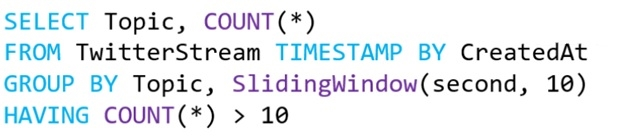 SELECT Topic, COUNT(*)
FROM TwitterStream TIMESTAMP BY CreatedAt
GROUP BY Topic, SlidingWindow(second, 10)
HAVING COUNT(*) > 10